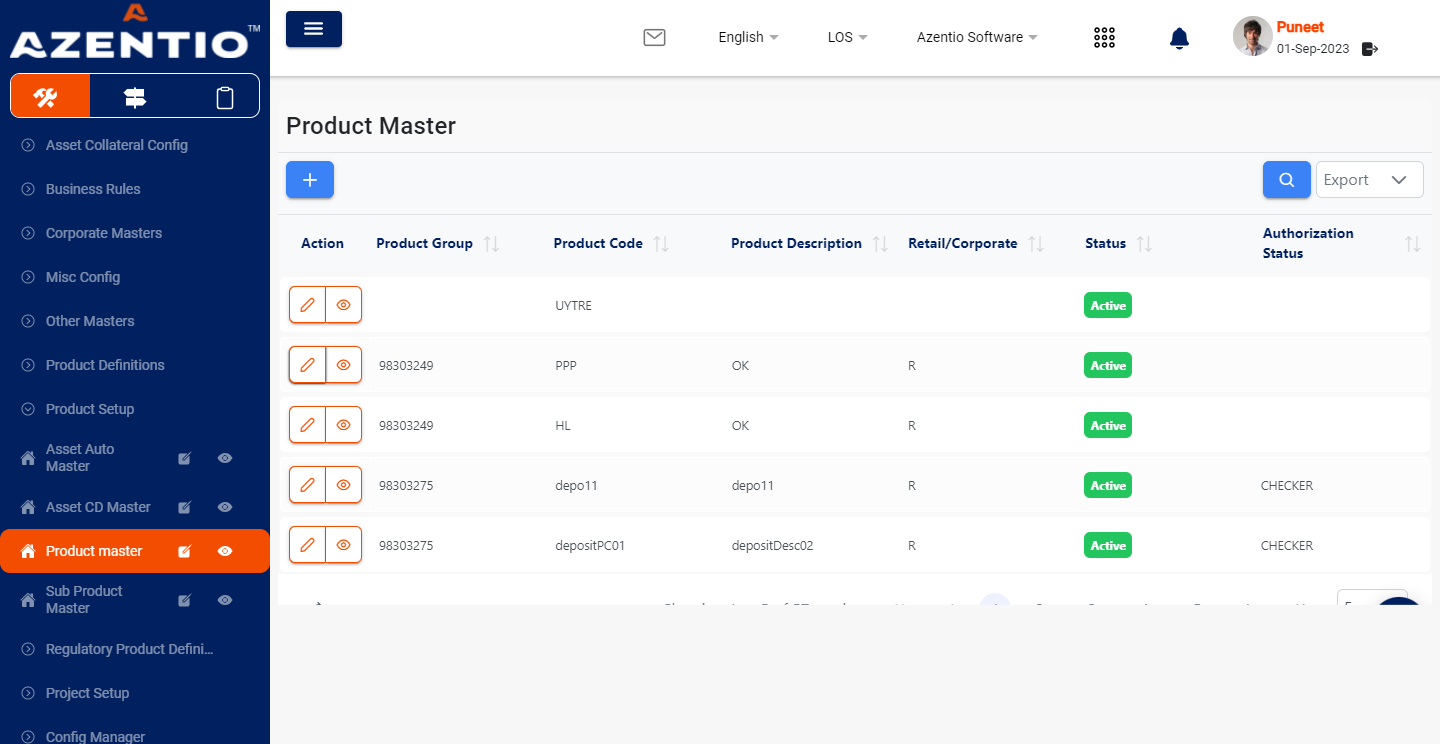 AZENTIO™
English
LOS
Azentio Software
Puneet
01-Sep-2023
Asset Collateral Config
Business Rules
Corporate Masters
Misc Config
Other Masters
Product Definitions
Product Setup
Asset Auto
Master
Asset CD Master
Product master
Sub Product
Master
Regulatory Product Defini...
Project Setup
Config Manager
Product Master
Export
Action Product Group Product Code Product Description Retail/Corporate Status Authorization
Status
UYTRE Active
98303249 PPP OK R Active
98303249 HL OK R Active
98303275 depo11 depo11 R Active CHECKER
98303275 depositPC01 depositDesc02 R Active CHECKER